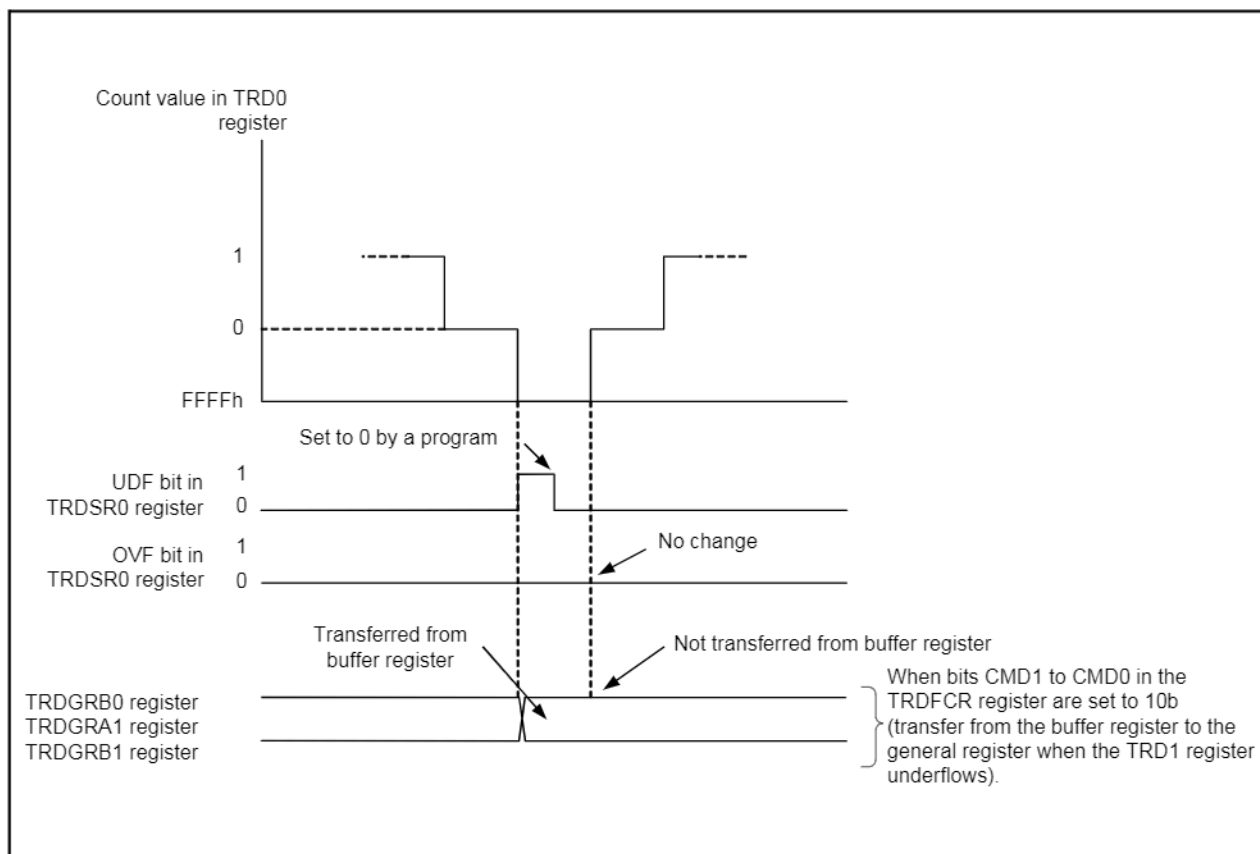 Count value in TRD0
register
1
0
FFFFh
Set to 0 by a program
UDF bit in
TRDSR0 register
1
0
No change
OVF bit in
TRDSR0 register
1
0
Transferred from
buffer register
Not transferred from buffer register
TRDGRB0 register
TRDGRA1 register
TRDGRB1 register
When bits CMD1 to CMD0 in the
TRDFCR register are set to 10b
(transfer from the buffer register to the
general register when the TRD1 register
underflows).